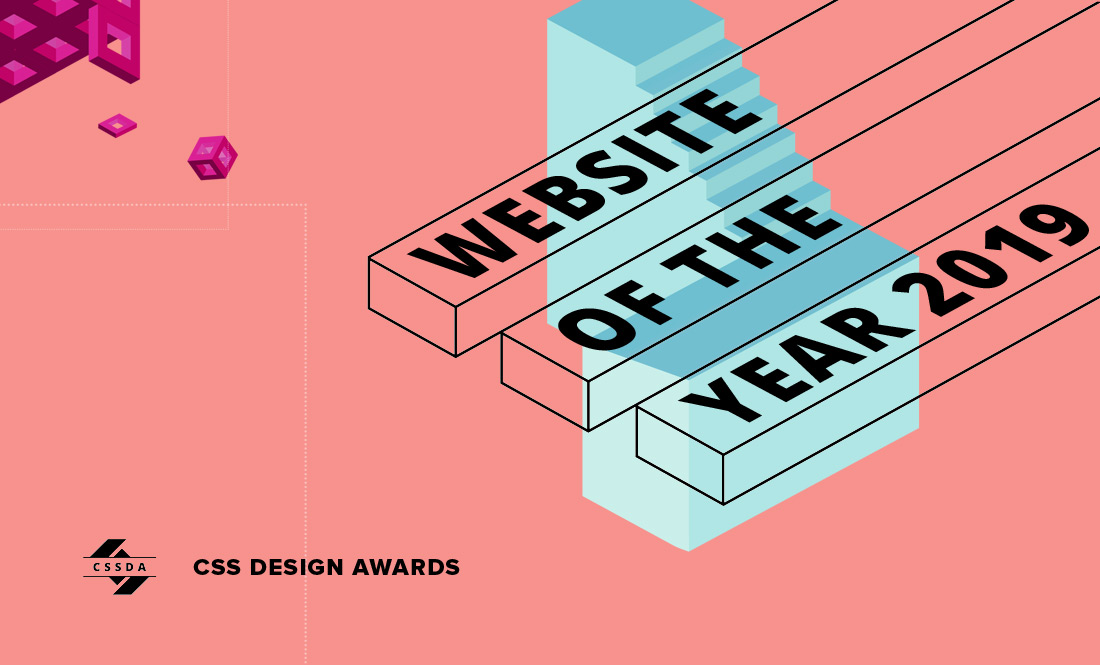 WEBSITE
OF THE
YEAR 2019
CSSDA
CSS DESIGN AWARDS